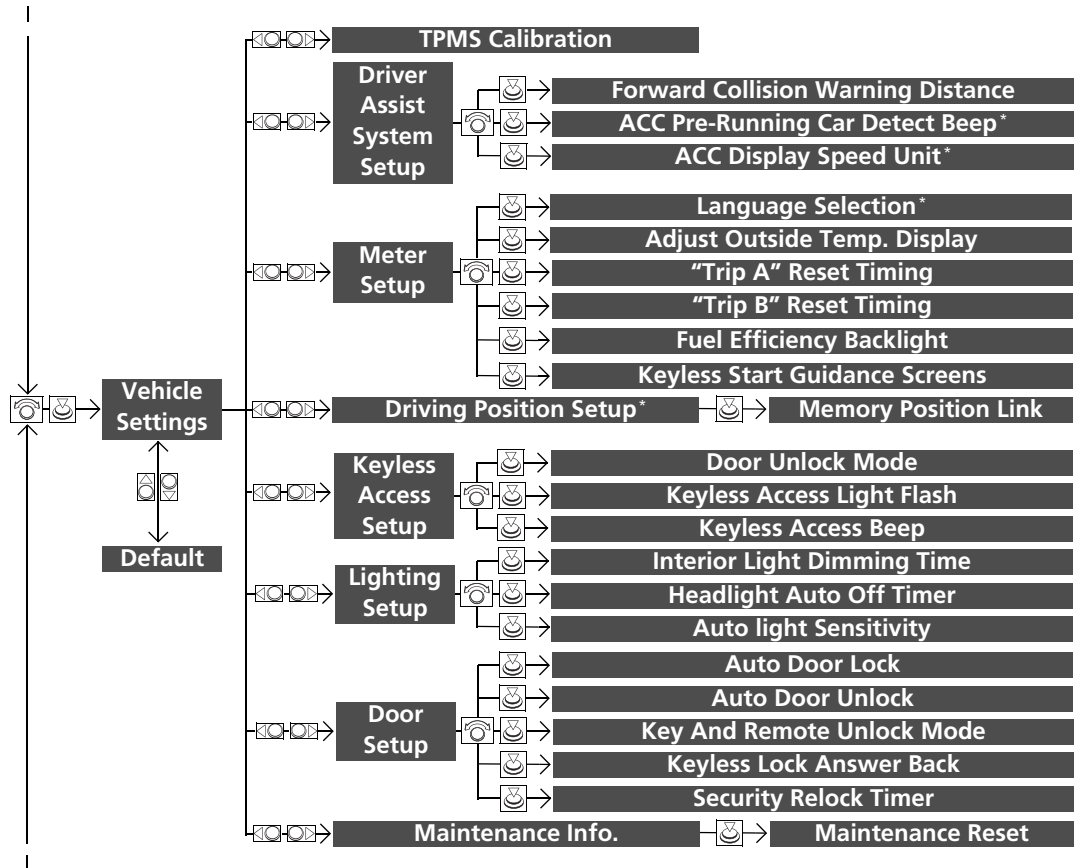 TPMS Calibration
Driver
Assist
System
Setup
Forward Collision Warning Distance
ACC Pre-Running Car Detect Beep*
ACC Display Speed Unit*
Meter
Setup
Language Selection*
Adjust Outside Temp. Display
“Trip A” Reset Timing
“Trip B” Reset Timing
Fuel Efficiency Backlight
Keyless Start Guidance Screens
Vehicle
Settings
Default
Driving Position Setup*
Memory Position Link
Keyless
Access
Setup
Door Unlock Mode
Keyless Access Light Flash
Keyless Access Beep
Lighting
Setup
Interior Light Dimming Time
Headlight Auto Off Timer
Auto light Sensitivity
Door
Setup
Auto Door Lock
Auto Door Unlock
Key And Remote Unlock Mode
Keyless Lock Answer Back
Security Relock Timer
Maintenance Info.
Maintenance Reset